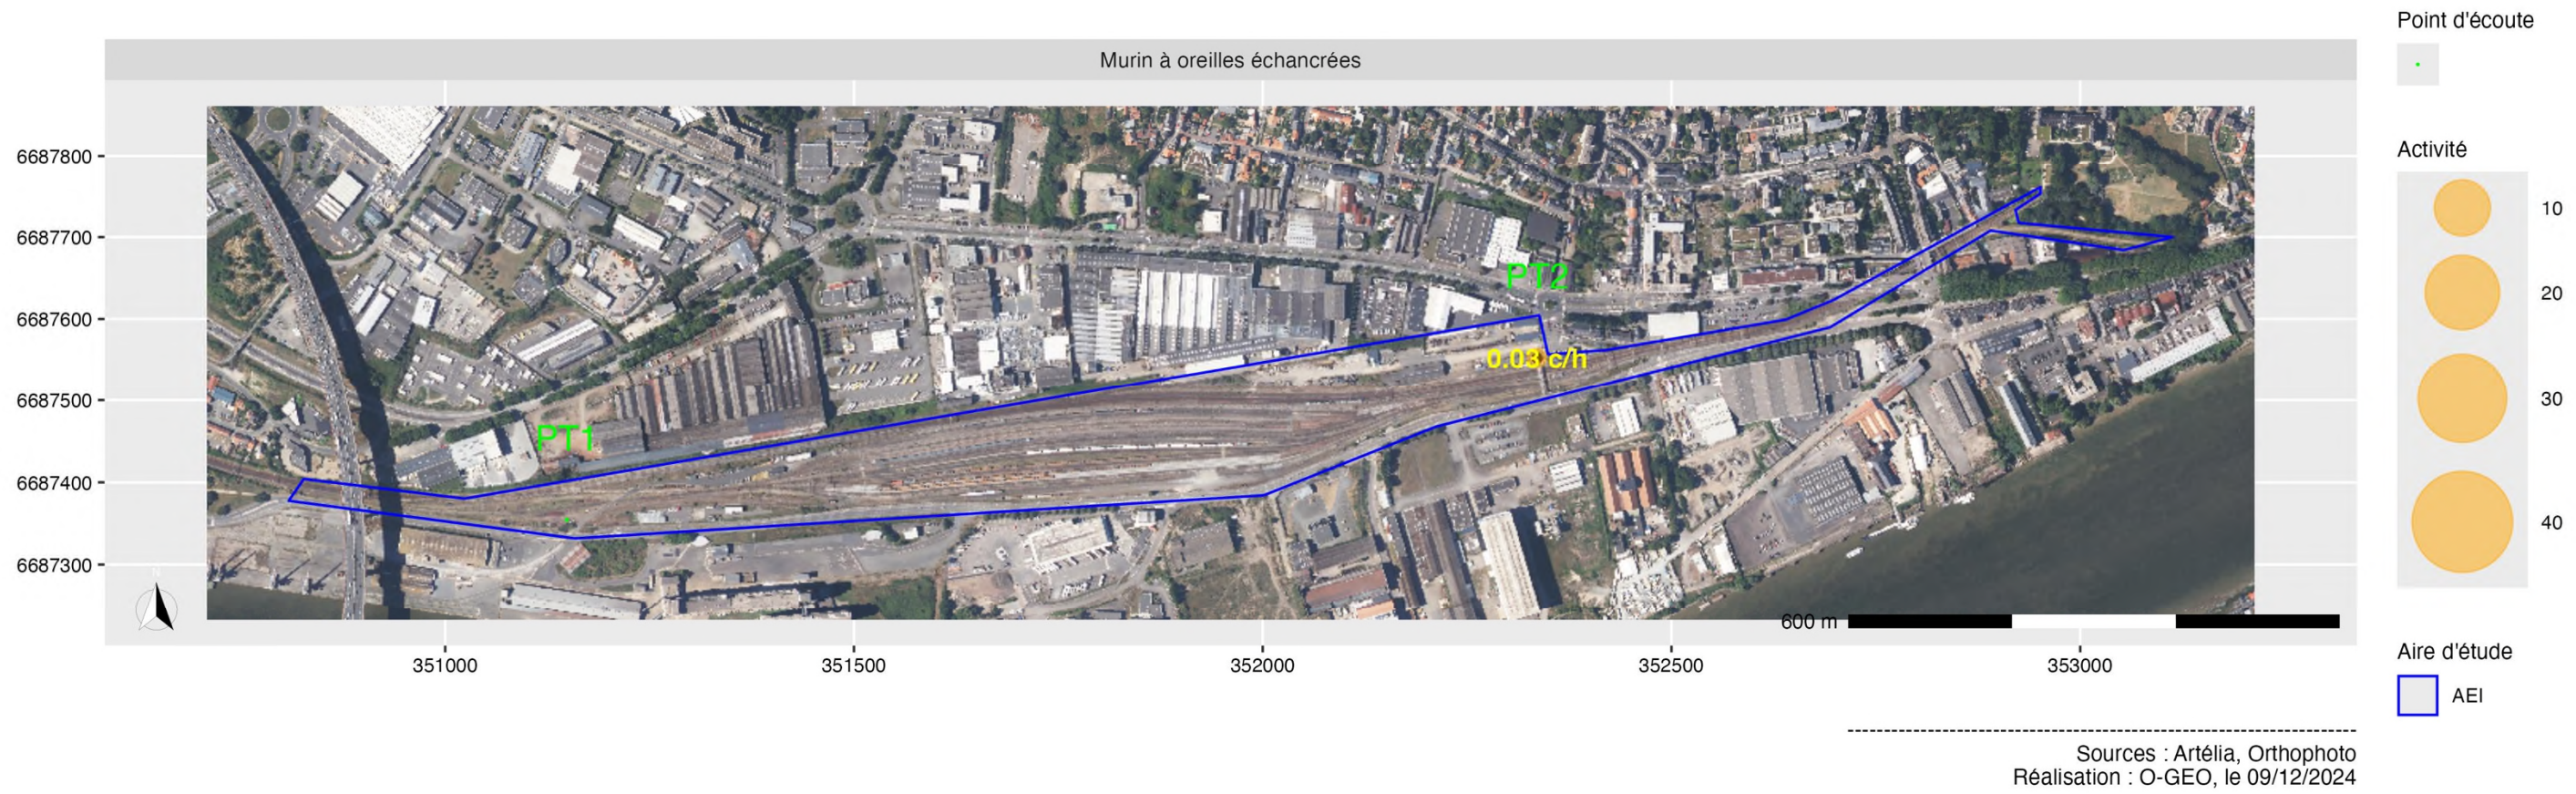 Murin à oreilles échancrées
6687800
6687700
6687600
6687500
6687400
6687300
PT1
PT2
0.03 c/h
N
600 m
351000
351500
352000
352500
353000
Point d'écoute
Activité
10
20
30
40
Aire d'étude
AEI
Sources : Artélia, Orthophoto
Réalisation : O-GEO, le 09/12/2024